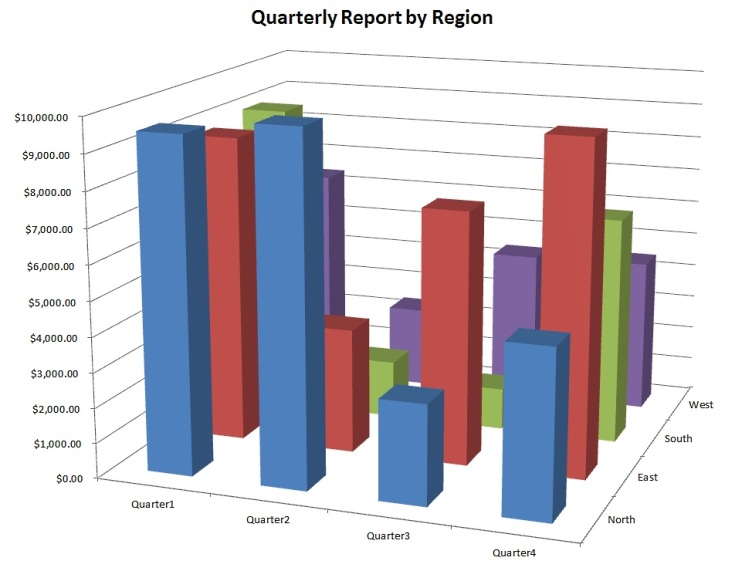 Quarterly Report by Region
$10,000.00
$9,000.00
$8,000.00
$7,000.00
$6,000.00
$5,000.00
$4,000.00
$3,000.00
$2,000.00
$1,000.00
$0.00
Quarter1
Quarter2
Quarter3
Quarter4
West
South
East
North